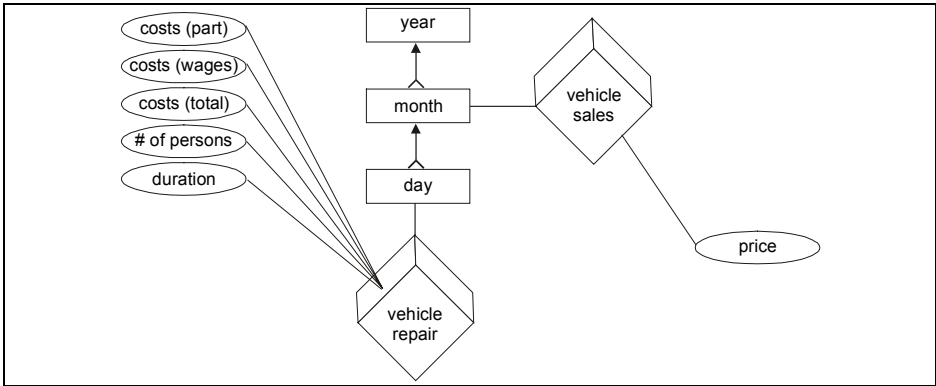 costs (part)
costs (wages)
costs (total)
# of persons
duration
year
month
day
vehicle
sales
price
vehicle
repair